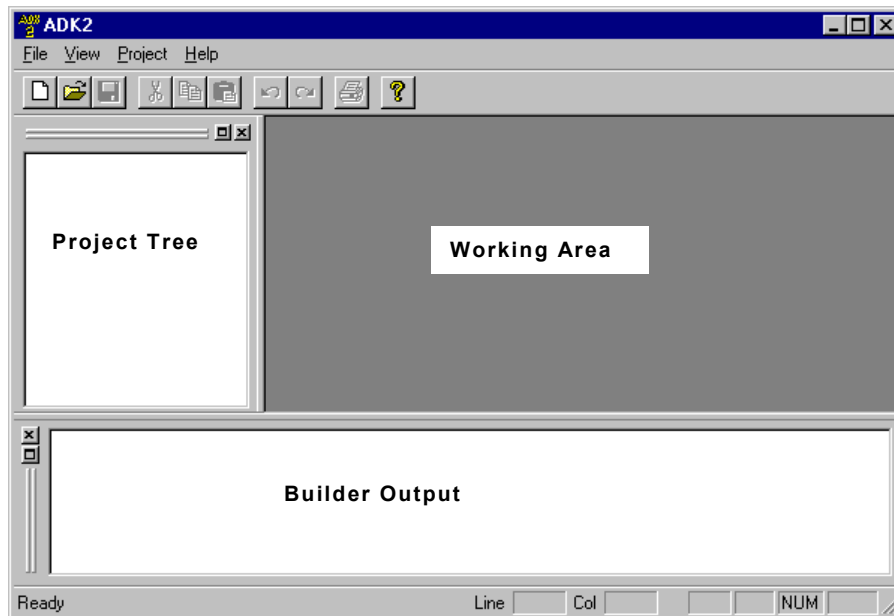 ADK2
File View Project Help
Project Tree
Working Area
Builder Output
Ready Line Col NUM